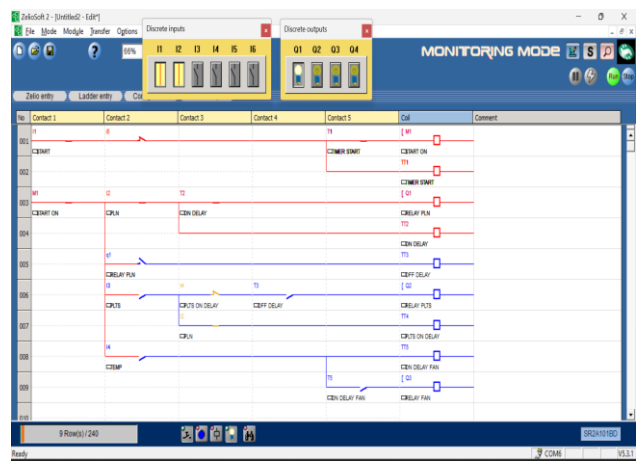 ZelioSoft 2 - [Untitled2 - Edit*]
File Mode Module Transfer Options
Discrete inputs
Discrete outputs
66%
I1 I2 I3 I4 I5 I6
Q1 Q2 Q3 Q4
MONITORING MODE
S
Run Stop
Zelio entry
Ladder entry
No Contact 1 Contact 2 Contact 3 Contact 4 Contact 5 Coil Comment
001
T1
[ M1
START
TIMER START
START ON
002
TT1
TIMER START
003
M1 I2 T2 [ Q1
START ON PLN ON DELAY RELAY PLN
004
TT2
ON DELAY
005
q1 TT3
RELAY PLN OFF DELAY
006
I3 T3 [ Q2
PLTS PLTS ON DELAY OFF DELAY RELAY PLTS
007
TT4
PLN PLTS ON DELAY
008
I4 TT5
TEMP ON DELAY FAN
009
T5 [ Q3
ON DELAY FAN RELAY FAN
9 Row(s) / 240
SR2A101BD
Ready
COM6
V5.3.1